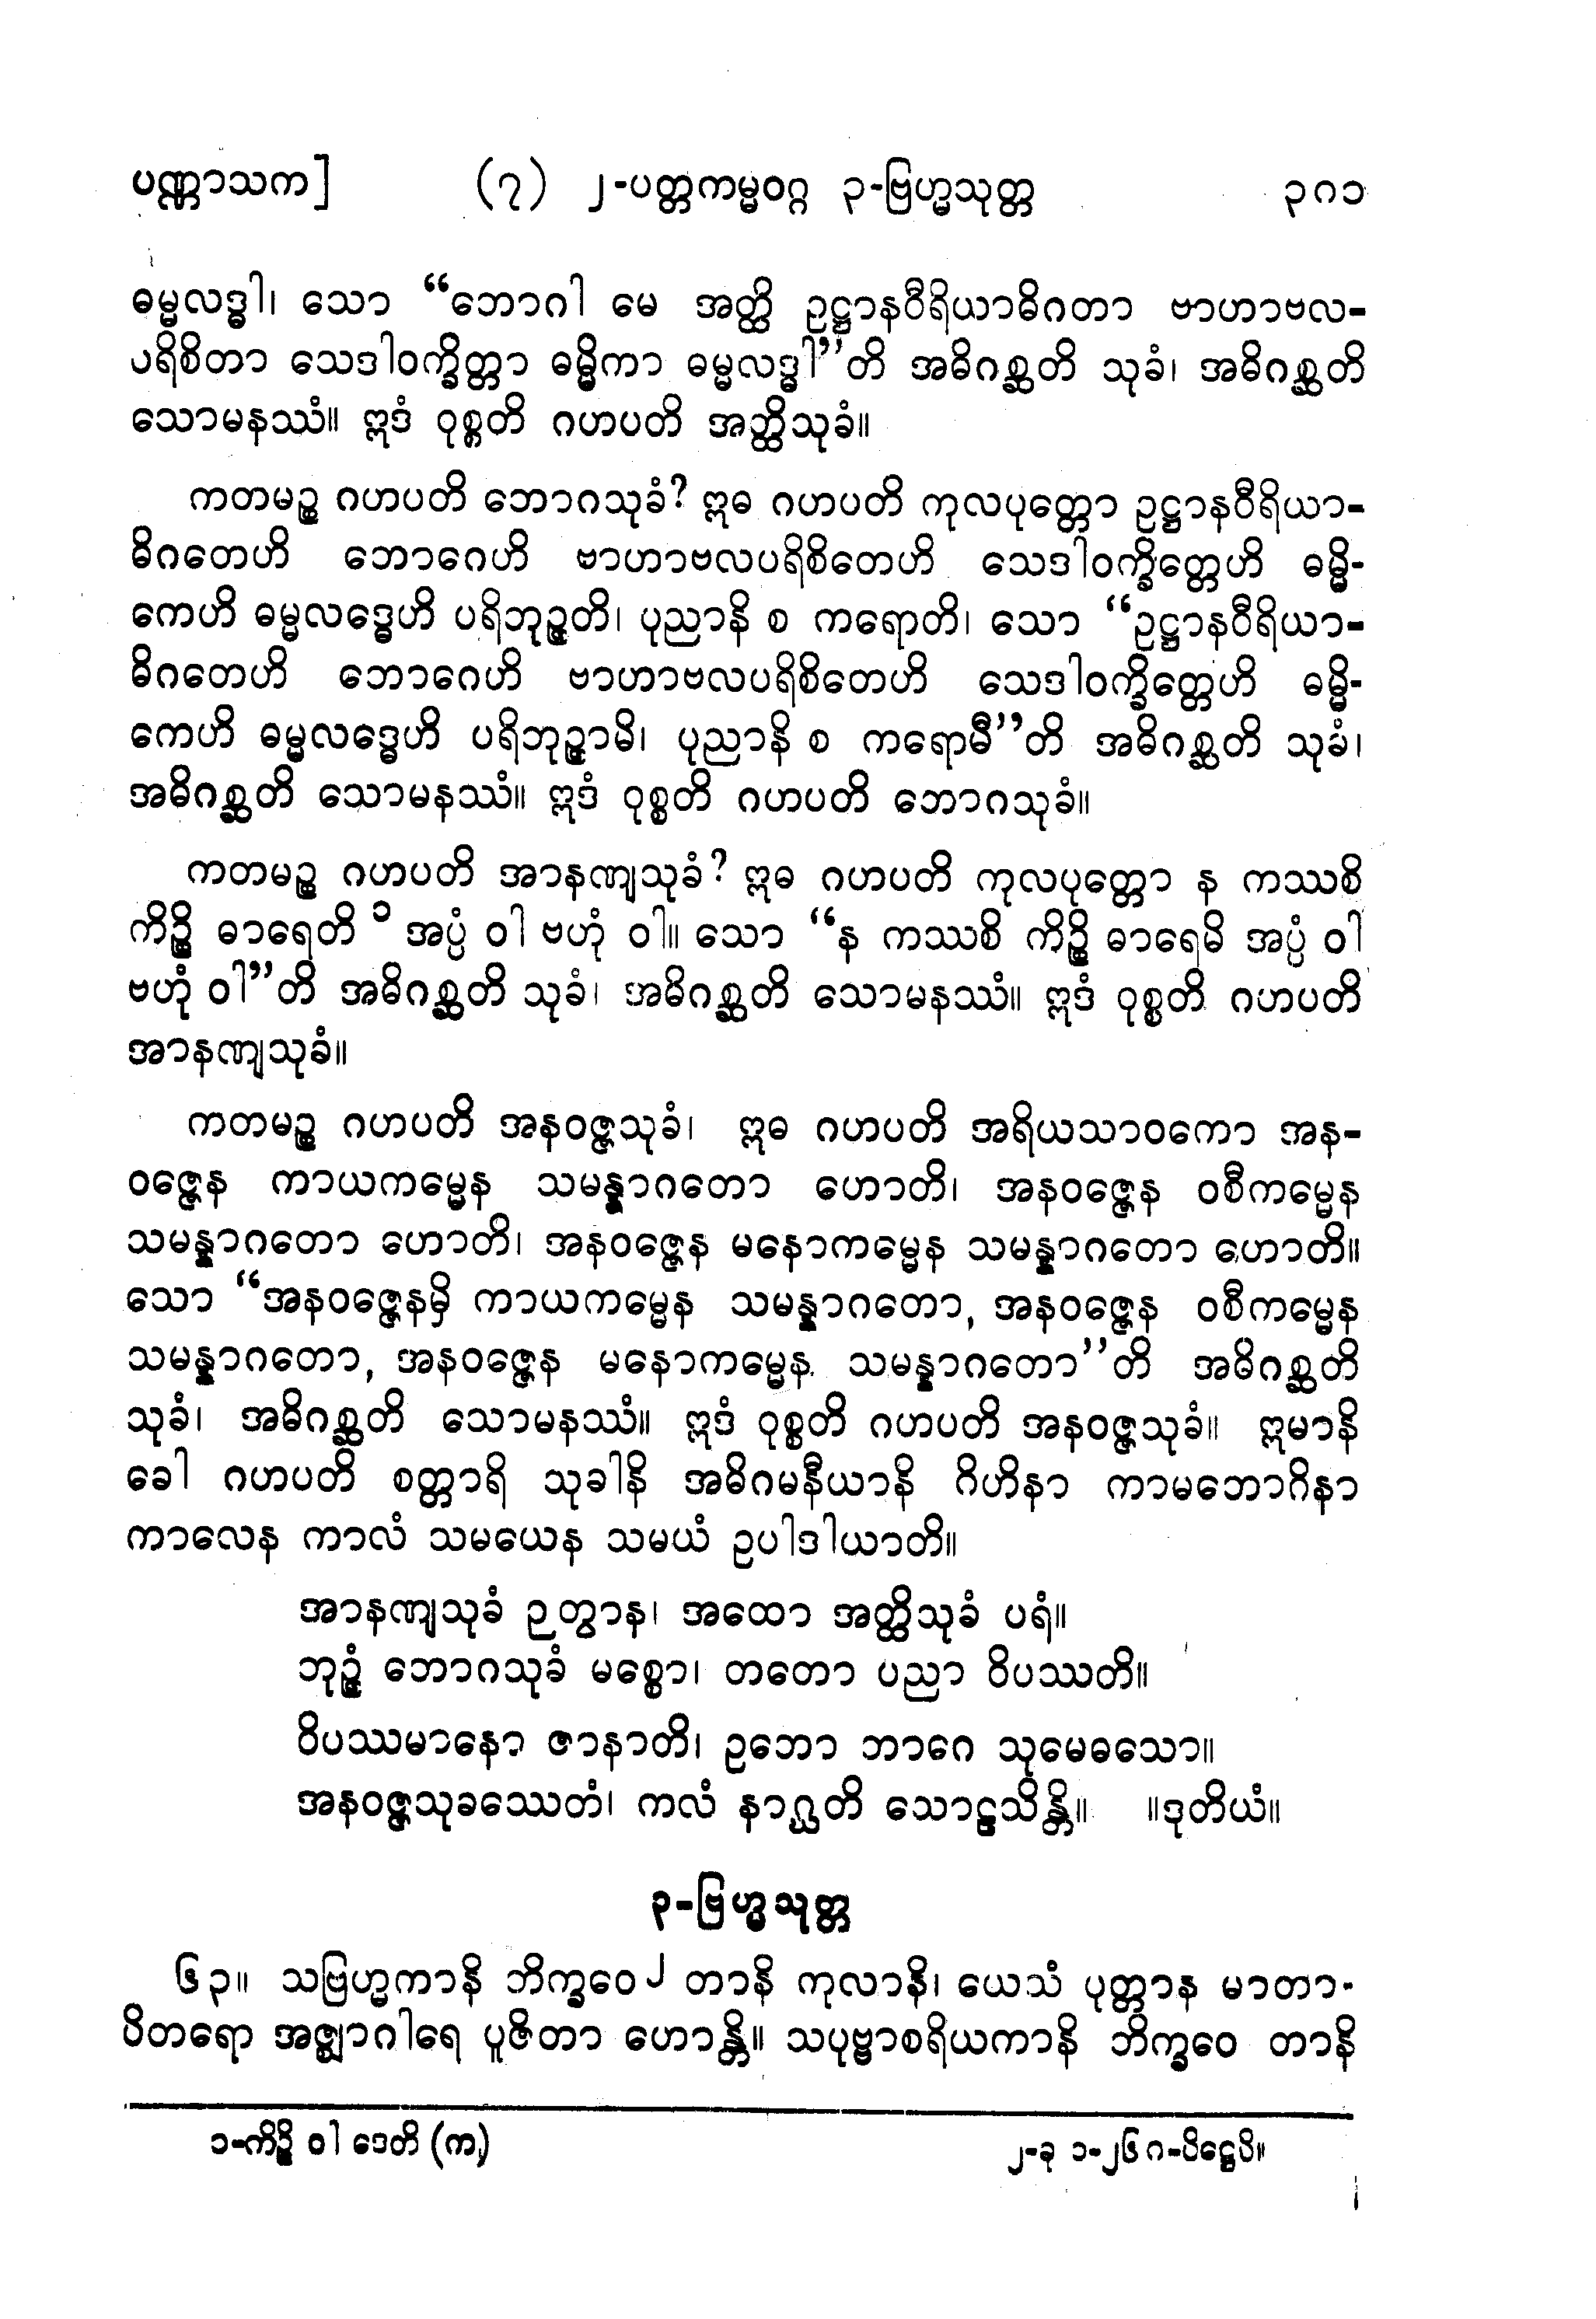 ပဏ္ဏာသက] (၇) ၂-ပတ္တကမ္မဝဂ္ဂ ၃-ဗြဟ္မသုတ္တ ၃၇၁
ဓမ္မလဒ္ဓါ၊ သော “ဘောဂါ မေ အတ္ထိ ဥဋ္ဌာနဝီရိယာဓိဂတာ ဗာဟာဗလ-
ပရိစိတာ သေဒါဝက္ခိတ္တာ ဓမ္မိကာ ဓမ္မလဒ္ဓါ”တိ အဓိဂစ္ဆတိ သုခံ၊ အဓိဂစ္ဆတိ
သောမနဿံ။ ဣဒံ ဝုစ္စတိ ဂဟပတိ အတ္ထိသုခံ။
ကတမဉ္စ ဂဟပတိ ဘောဂသုခံ? ဣဓ ဂဟပတိ ကုလပုတ္တော ဥဋ္ဌာနဝီရိယာ-
ဓိဂတေဟိ ဘောဂေဟိ ဗာဟာဗလပရိစိတေဟိ သေဒါဝက္ခိတ္တေဟိ ဓမ္မိ-
ကေဟိ ဓမ္မလဒ္ဓေဟိ ပရိဘုဉ္ဇတိ၊ ပုညာနိ စ ကရောတိ၊ သော “ဥဋ္ဌာနဝီရိယာ-
ဓိဂတေဟိ ဘောဂေဟိ ဗာဟာဗလပရိစိတေဟိ သေဒါဝက္ခိတ္တေဟိ ဓမ္မိ-
ကေဟိ ဓမ္မလဒ္ဓေဟိ ပရိဘုဉ္ဇာမိ၊ ပုညာနိ စ ကရောမီ”တိ အဓိဂစ္ဆတိ သုခံ၊
အဓိဂစ္ဆတိ သောမနဿံ။ ဣဒံ ဝုစ္စတိ ဂဟပတိ ဘောဂသုခံ။
ကတမဉ္စ ဂဟပတိ အာနဏျသုခံ? ဣဓ ဂဟပတိ ကုလပုတ္တော န ကဿစိ
ကိဉ္စိ ဓာရေတိ ၁ အပ္ပံ ဝါ ဗဟုံ ဝါ။ သော “န ကဿစိ ကိဉ္စိ ဓာရေမိ အပ္ပံ ဝါ
ဗဟုံ ဝါ”တိ အဓိဂစ္ဆတိ သုခံ၊ အဓိဂစ္ဆတိ သောမနဿံ။ ဣဒံ ဝုစ္စတိ ဂဟပတိ
အာနဏျသုခံ။
ကတမဉ္စ ဂဟပတိ အနဝဇ္ဇသုခံ၊ ဣဓ ဂဟပတိ အရိယသာဝကော အန-
ဝဇ္ဇေန ကာယကမ္မေန သမန္နာဂတော ဟောတိ၊ အနဝဇ္ဇေန ဝစီကမ္မေန
သမန္နာဂတော ဟောတိ၊ အနဝဇ္ဇေန မနောကမ္မေန သမန္နာဂတော ဟောတိ။
သော “အနဝဇ္ဇေနမှိ ကာယကမ္မေန သမန္နာဂတော, အနဝဇ္ဇေန ဝစီကမ္မေန
သမန္နာဂတော, အနဝဇ္ဇေန မနောကမ္မေန သမန္နာဂတော”တိ အဓိဂစ္ဆတိ
သုခံ၊ အဓိဂစ္ဆတိ သောမနဿံ။ ဣဒံ ဝုစ္စတိ ဂဟပတိ အနဝဇ္ဇသုခံ။ ဣမာနိ
ခေါ ဂဟပတိ စတ္တာရိ သုခါနိ အဓိဂမနီယာနိ ဂိဟိနာ ကာမဘောဂိနာ
ကာလေန ကာလံ သမယေန သမယံ ဥပါဒါယာတိ။
အာနဏျသုခံ ဉတွာန၊ အထော အတ္ထိသုခံ ပရံ။
ဘုဉ္ဇံ ဘောဂသုခံ မစ္စော၊ တတော ပညာ ဝိပဿတိ။
ဝိပဿမာနော ဇာနာတိ၊ ဥဘော ဘာဂေ သုမေဓသော။
အနဝဇ္ဇသုခဿေတံ၊ ကလံ နာဂ္ဃတိ သောဠသိန္တိ။ ။ဒုတိယံ။
၃-ဗြဟ္မသုတ္တ
၆၃။ သဗြဟ္မကာနိ ဘိက္ခဝေ ၂ တာနိ ကုလာနိ၊ ယေသံ ပုတ္တာန မာတာ-
ပိတရော အဇ္ဈာဂါရေ ပူဇိတာ ဟောန္တိ။ သပုဗ္ဗာစရိယကာနိ ဘိက္ခဝေ တာနိ
၁-ကိဉ္စိ ဝါ ဒေတိ (က) ၂-ခု ၁-၂၆၇-ပိဋ္ဌေပိ။